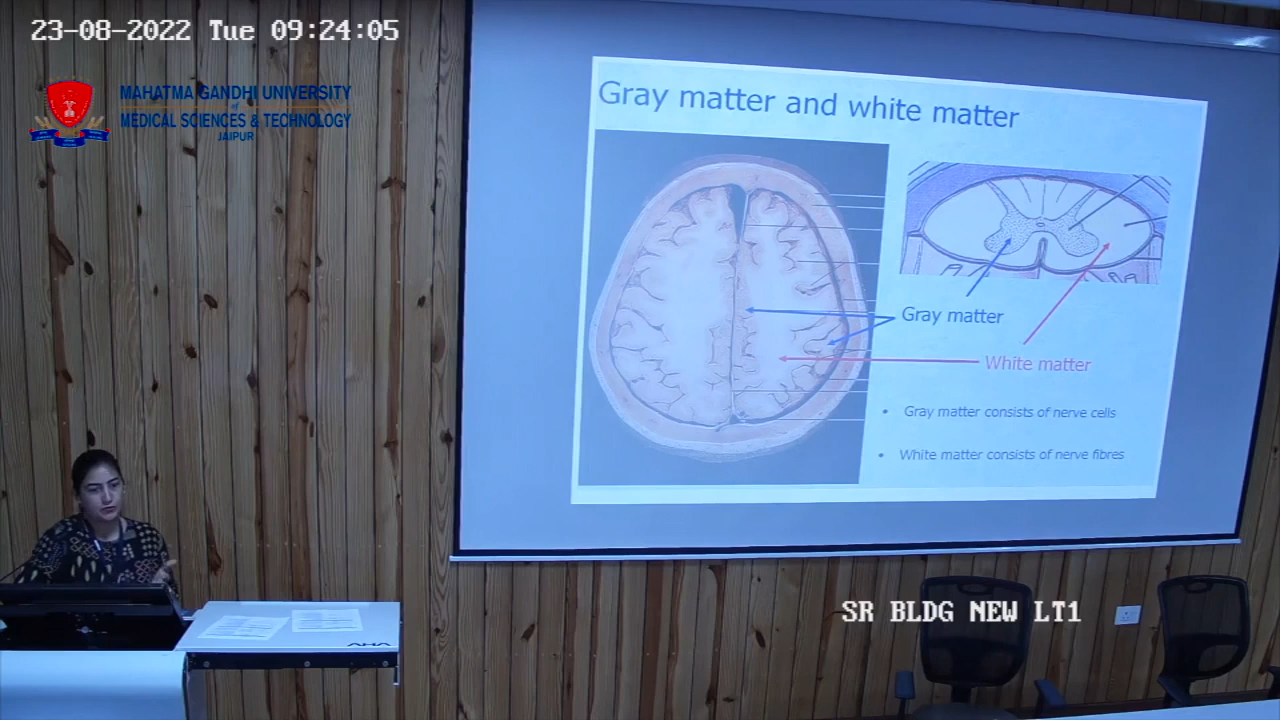 23-08-2022 Tue 09:24:05
MAHATMA GANDHI UNIVERSITY
of
MEDICAL SCIENCES & TECHNOLOGY
JAIPUR
Gray matter and white matter
Gray matter
White matter
• Gray matter consists of nerve cells
• White matter consists of nerve fibres
SR BLDG NEW LT1